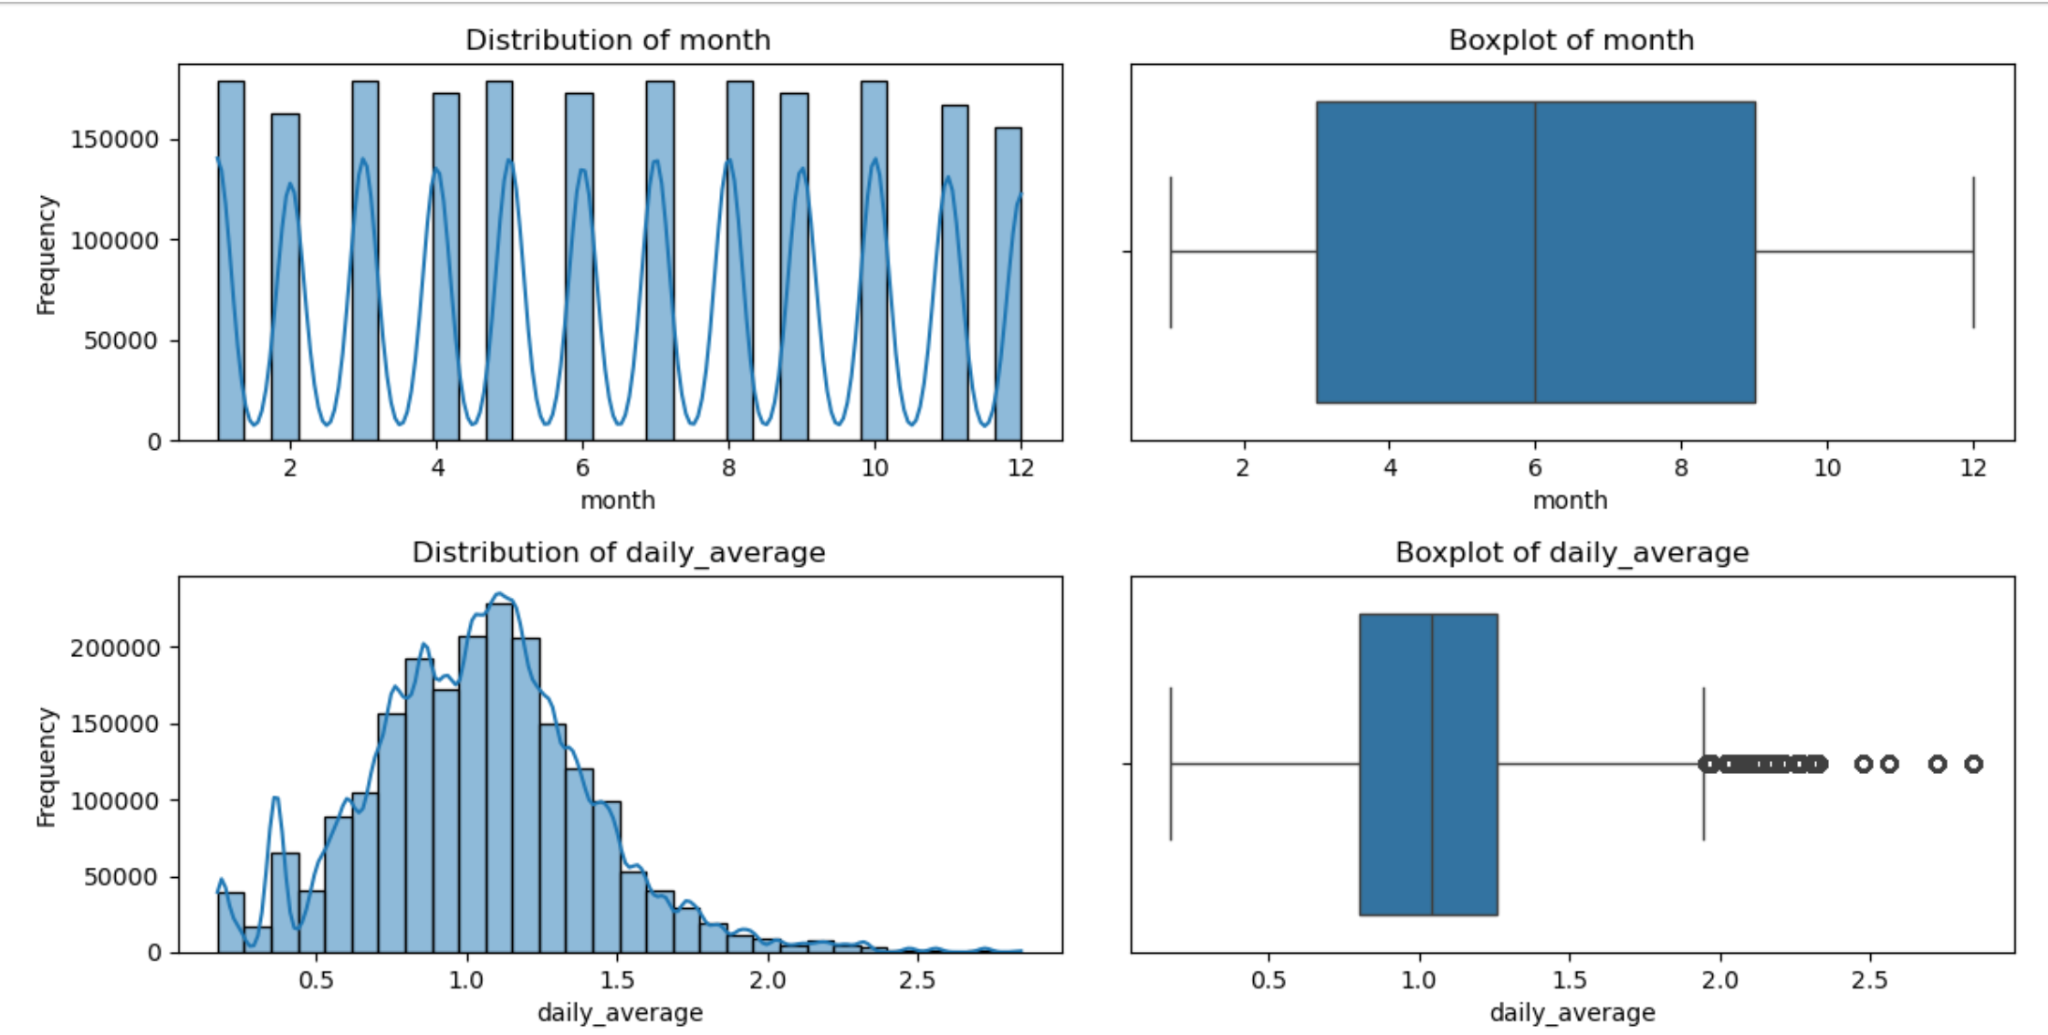 Distribution of month
Boxplot of month
Frequency
150000
100000
50000
0
2 4 6 8 10 12
month
2 4 6 8 10 12
month
Distribution of daily_average
Boxplot of daily_average
Frequency
200000
150000
100000
50000
0
0.5 1.0 1.5 2.0 2.5
daily_average
0.5 1.0 1.5 2.0 2.5
daily_average